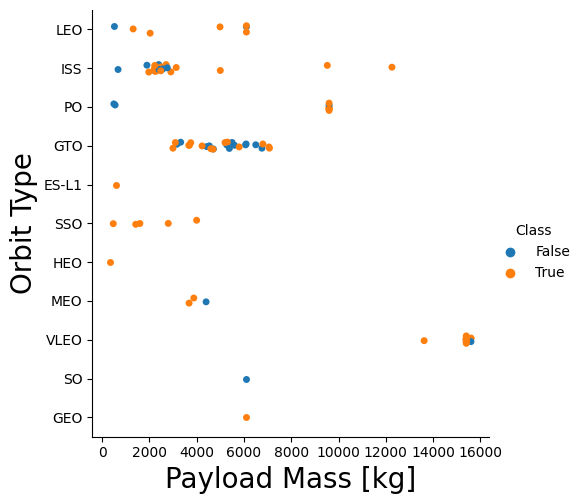 LEO
ISS
PO
GTO
ES-L1
SSO
HEO
MEO
VLEO
SO
GEO
Orbit Type
0 2000 4000 6000 8000 10000 12000 14000 16000
Payload Mass [kg]
Class
False
True